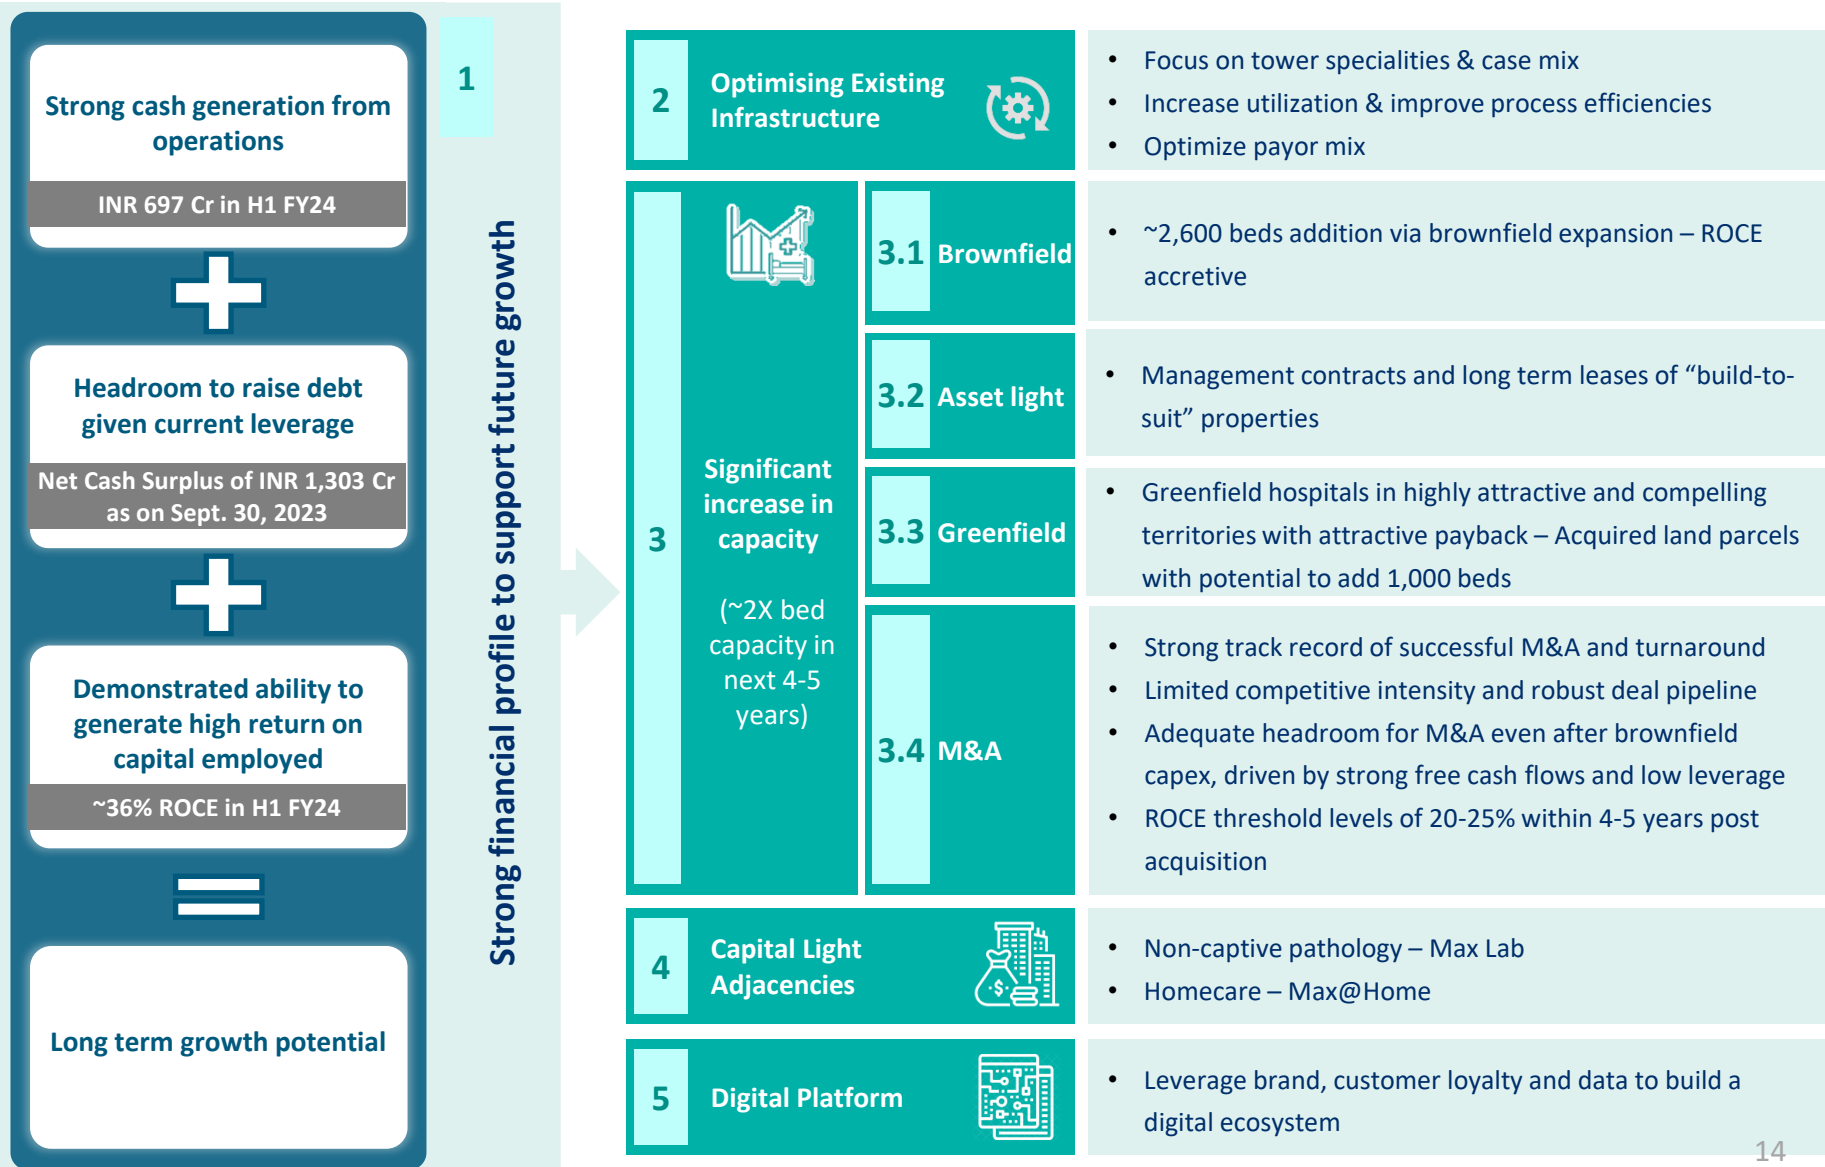 Strong cash generation from
operations
INR 697 Cr in H1 FY24
Headroom to raise debt
given current leverage
Net Cash Surplus of INR 1,303 Cr
as on Sept. 30, 2023
Demonstrated ability to
generate high return on
capital employed
~36% ROCE in H1 FY24
Long term growth potential
1
Strong financial profile to support future growth
2
Optimising Existing
Infrastructure
• Focus on tower specialities & case mix
• Increase utilization & improve process efficiencies
• Optimize payor mix
3
Significant
increase in
capacity
(~2X bed
capacity in
next 4-5
years)
3.1 Brownfield
• ~2,600 beds addition via brownfield expansion – ROCE
accretive
3.2 Asset light
• Management contracts and long term leases of “build-to-
suit” properties
3.3 Greenfield
• Greenfield hospitals in highly attractive and compelling
territories with attractive payback – Acquired land parcels
with potential to add 1,000 beds
3.4 M&A
• Strong track record of successful M&A and turnaround
• Limited competitive intensity and robust deal pipeline
• Adequate headroom for M&A even after brownfield
capex, driven by strong free cash flows and low leverage
• ROCE threshold levels of 20-25% within 4-5 years post
acquisition
4
Capital Light
Adjacencies
• Non-captive pathology – Max Lab
• Homecare – Max@Home
5
Digital Platform
• Leverage brand, customer loyalty and data to build a
digital ecosystem
14